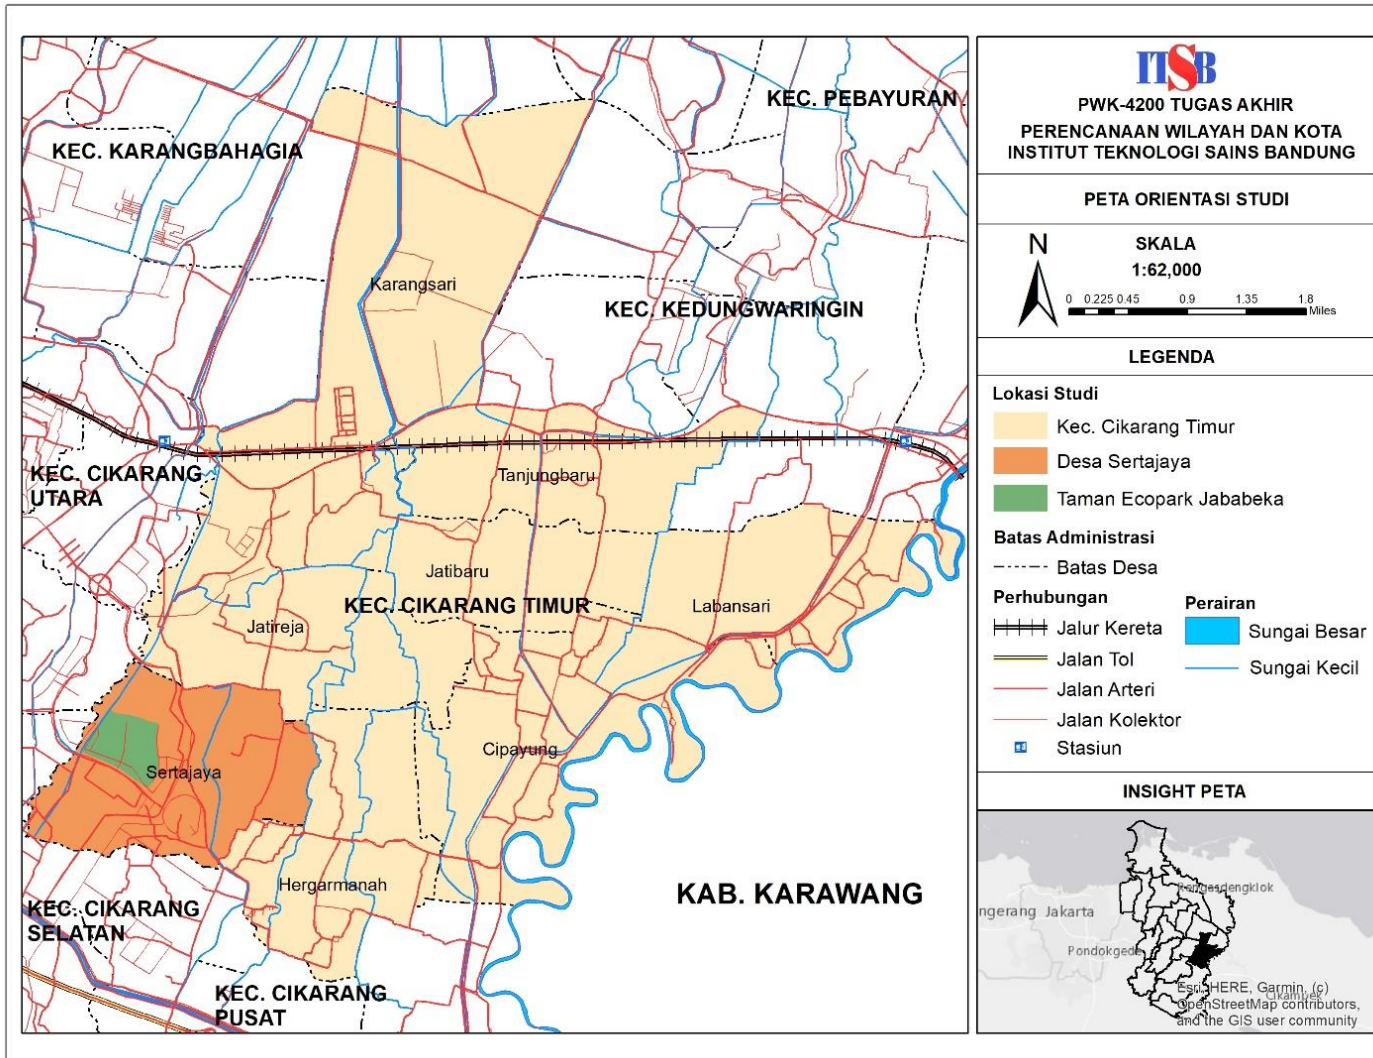 KEC. PEBAYURAN
KEC. KARANGBAHAGIA
Karangsari
KEC. KEDUNGWARINGIN
KEC. CIKARANG
UTARA
Tanjungbaru
Jatibaru
KEC. CIKARANG TIMUR
Labansari
Jatireja
Cipayung
Sertajaya
Hergarmanah
KAB. KARAWANG
KEC. CIKARANG
SELATAN
KEC. CIKARANG
PUSAT
ITSB
PWK-4200 TUGAS AKHIR
PERENCANAAN WILAYAH DAN KOTA
INSTITUT TEKNOLOGI SAINS BANDUNG
PETA ORIENTASI STUDI
N
SKALA
1:62,000
0 0.225 0.45 0.9 1.35 1.8
Miles
LEGENDA
Lokasi Studi
Kec. Cikarang Timur
Desa Sertajaya
Taman Ecopark Jababeka
Batas Administrasi
Batas Desa
Perhubungan
Jalur Kereta
Jalan Tol
Jalan Arteri
Jalan Kolektor
Stasiun
Perairan
Sungai Besar
Sungai Kecil
INSIGHT PETA
Rengasdengklok
ngerang Jakarta
Pondokgede
Cikampek
Esri, HERE, Garmin, (c)
OpenStreetMap contributors,
and the GIS user community